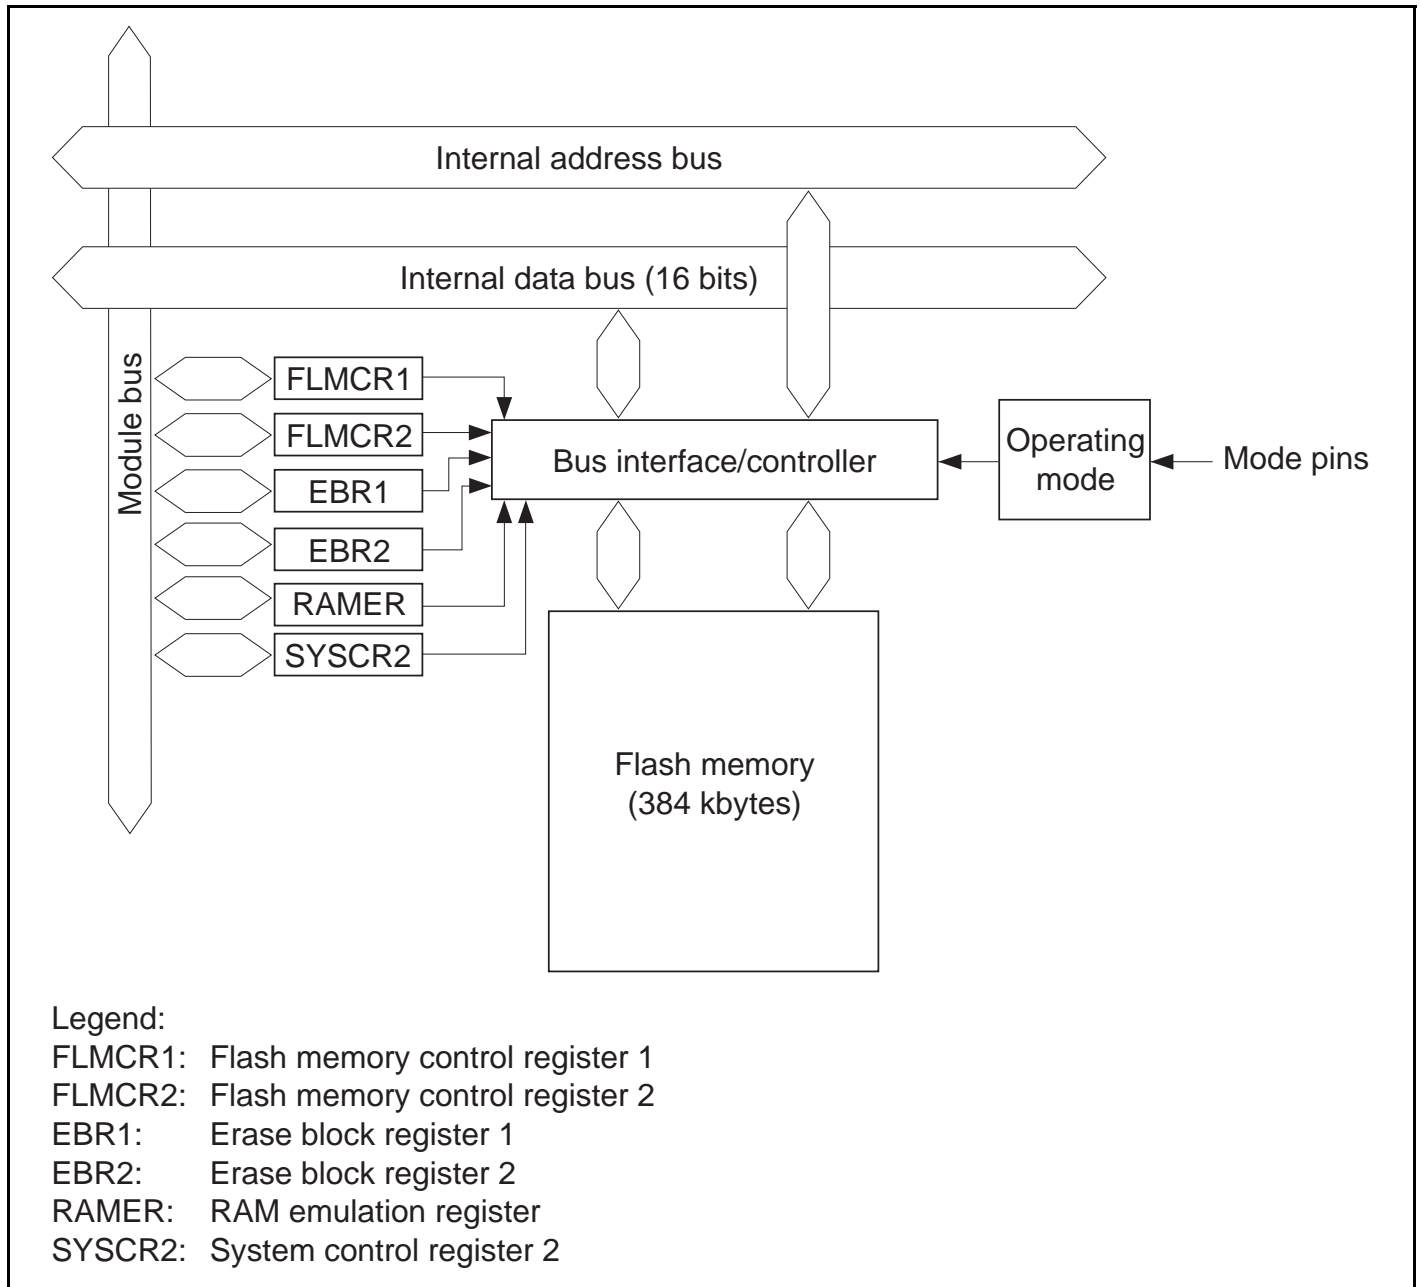 Internal address bus
Internal data bus (16 bits)
Module bus
FLMCR1
FLMCR2
EBR1
EBR2
RAMER
SYSCR2
Bus interface/controller
Operating
mode
Mode pins
Flash memory
(384 kbytes)
Legend:
FLMCR1: Flash memory control register 1
FLMCR2: Flash memory control register 2
EBR1: Erase block register 1
EBR2: Erase block register 2
RAMER: RAM emulation register
SYSCR2: System control register 2